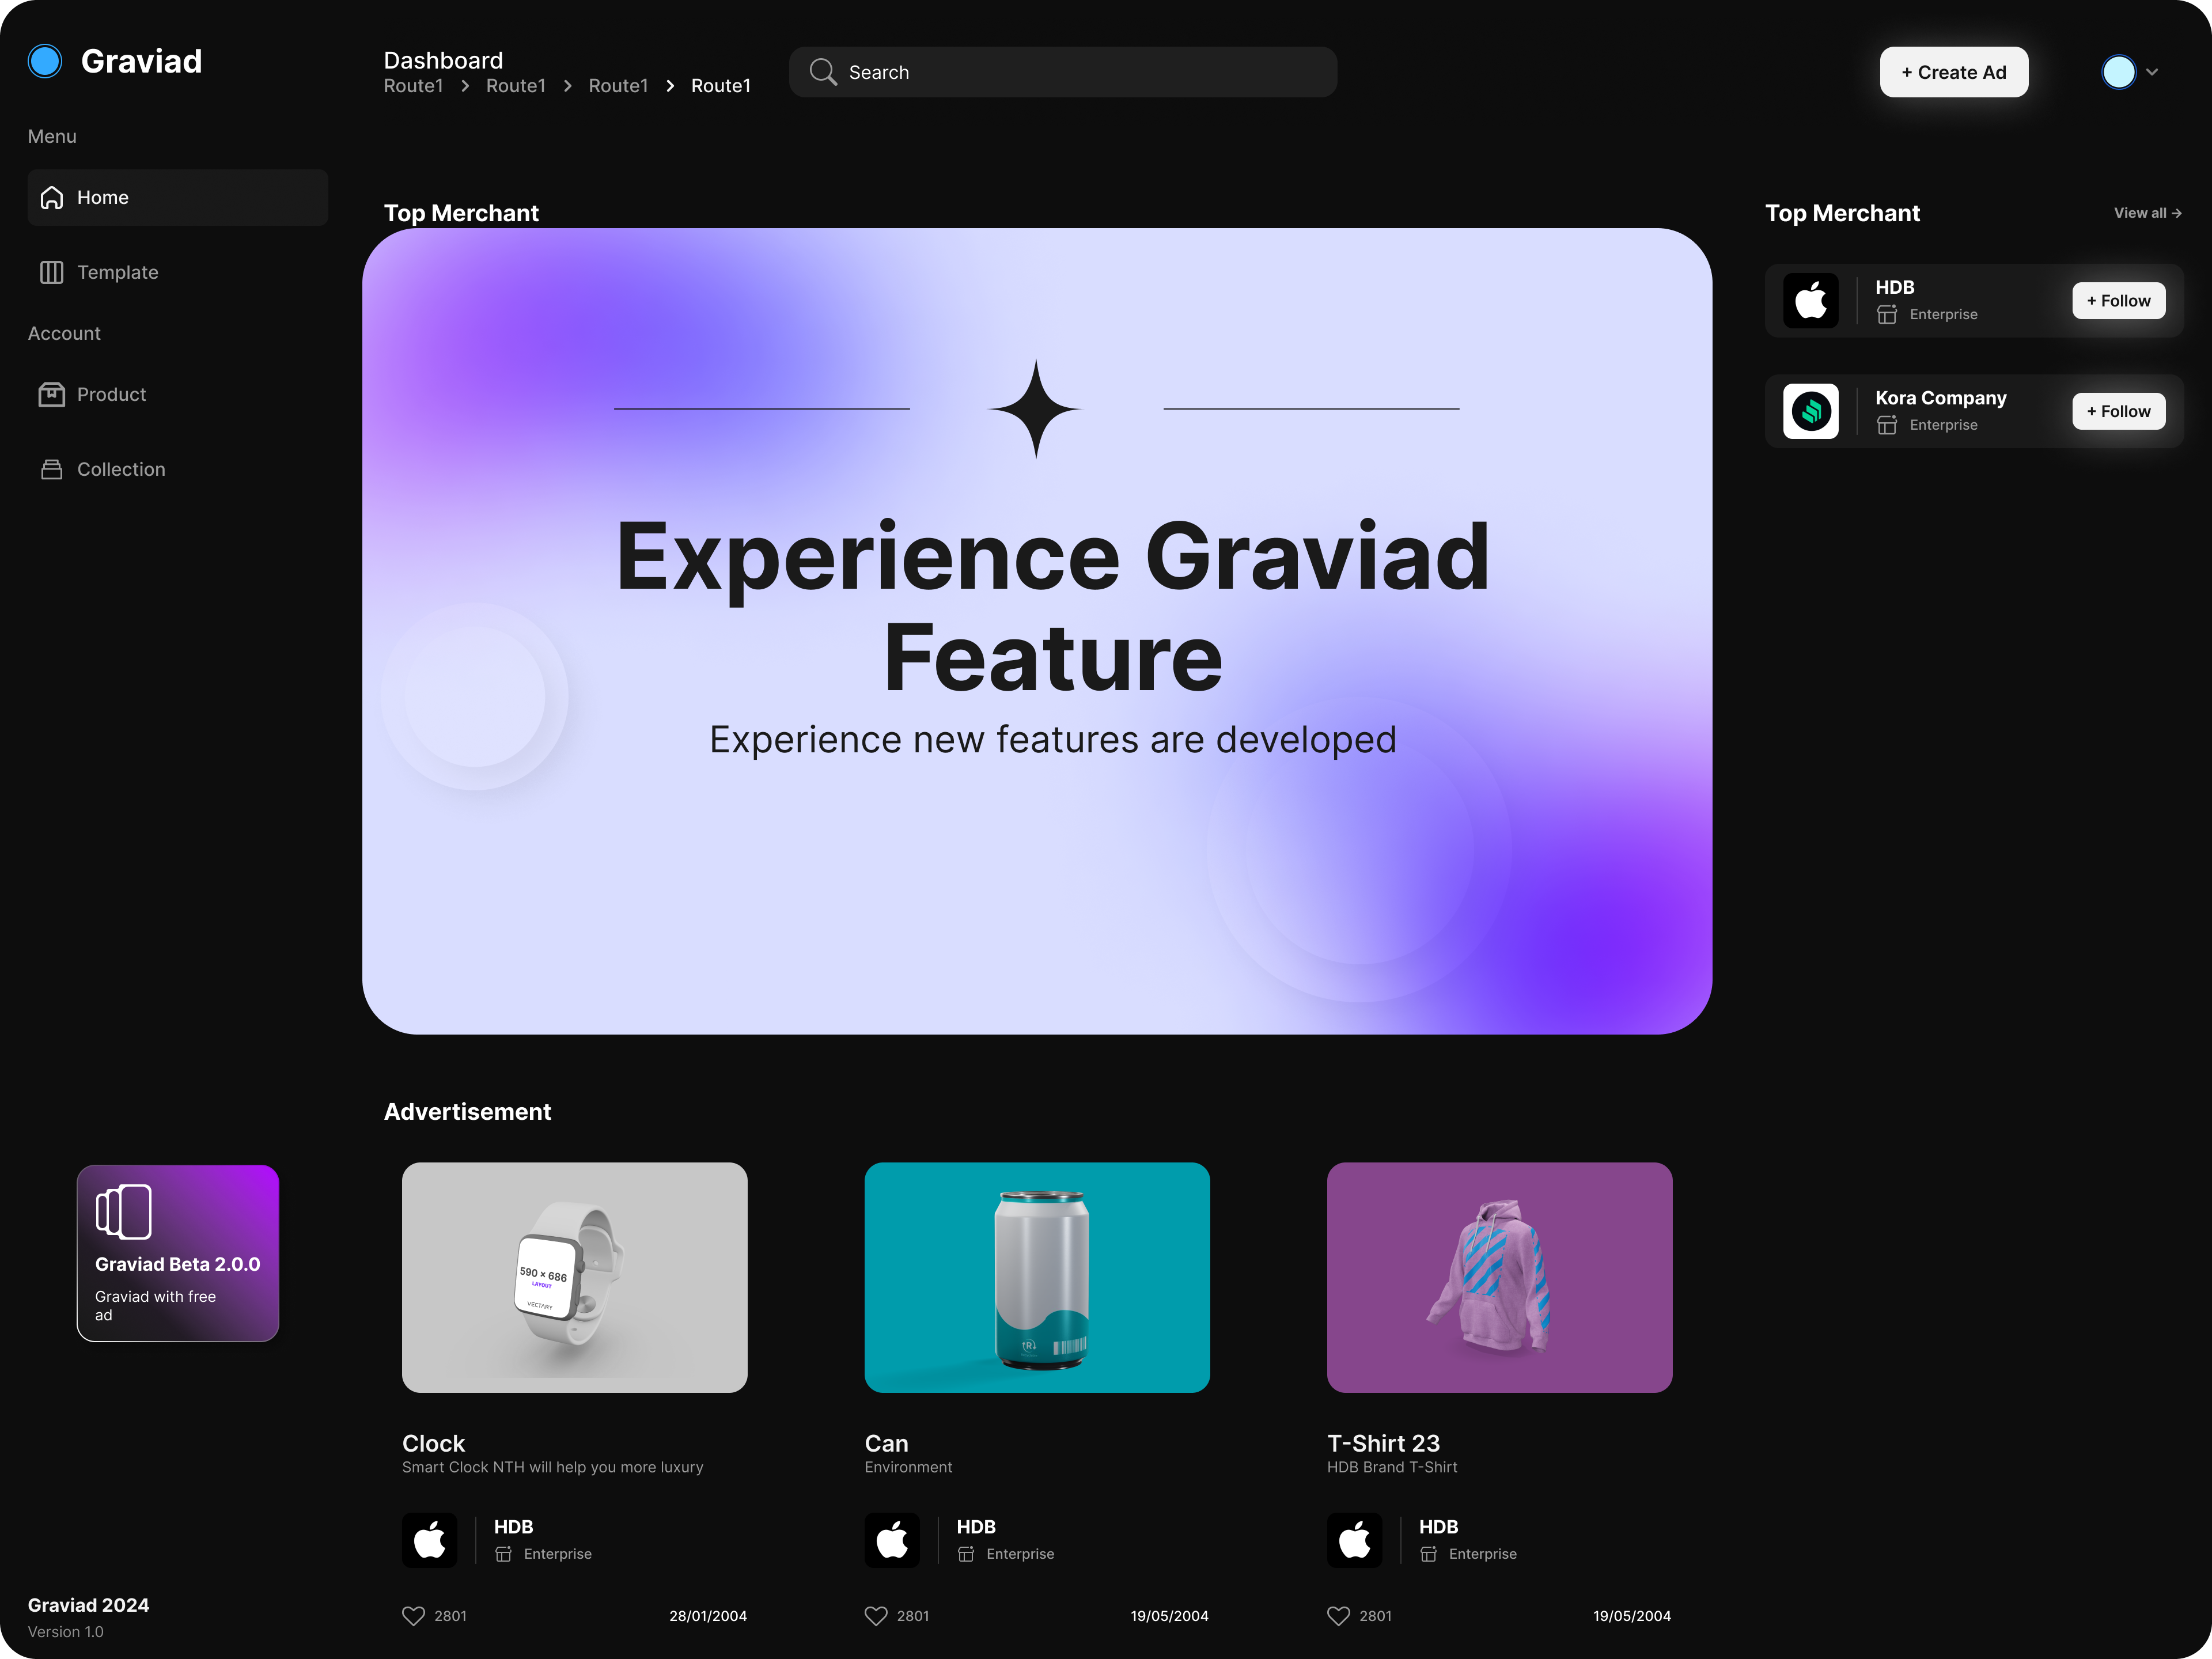 Graviad
Dashboard
Route1 > Route1 > Route1 > Route1
Search
+ Create Ad
Menu
Home
Template
Account
Product
Collection
Top Merchant
Experience Graviad
Feature
Experience new features are developed
Top Merchant
View all →
HDB
Enterprise
+ Follow
Kora Company
Enterprise
+ Follow
Advertisement
590 × 686
LAYOUT
VECTARY
Clock
Smart Clock NTH will help you more luxury
HDB
Enterprise
2801
28/01/2004
Can
Environment
HDB
Enterprise
2801
19/05/2004
T-Shirt 23
HDB Brand T-Shirt
HDB
Enterprise
2801
19/05/2004
Graviad Beta 2.0.0
Graviad with free
ad
Graviad 2024
Version 1.0